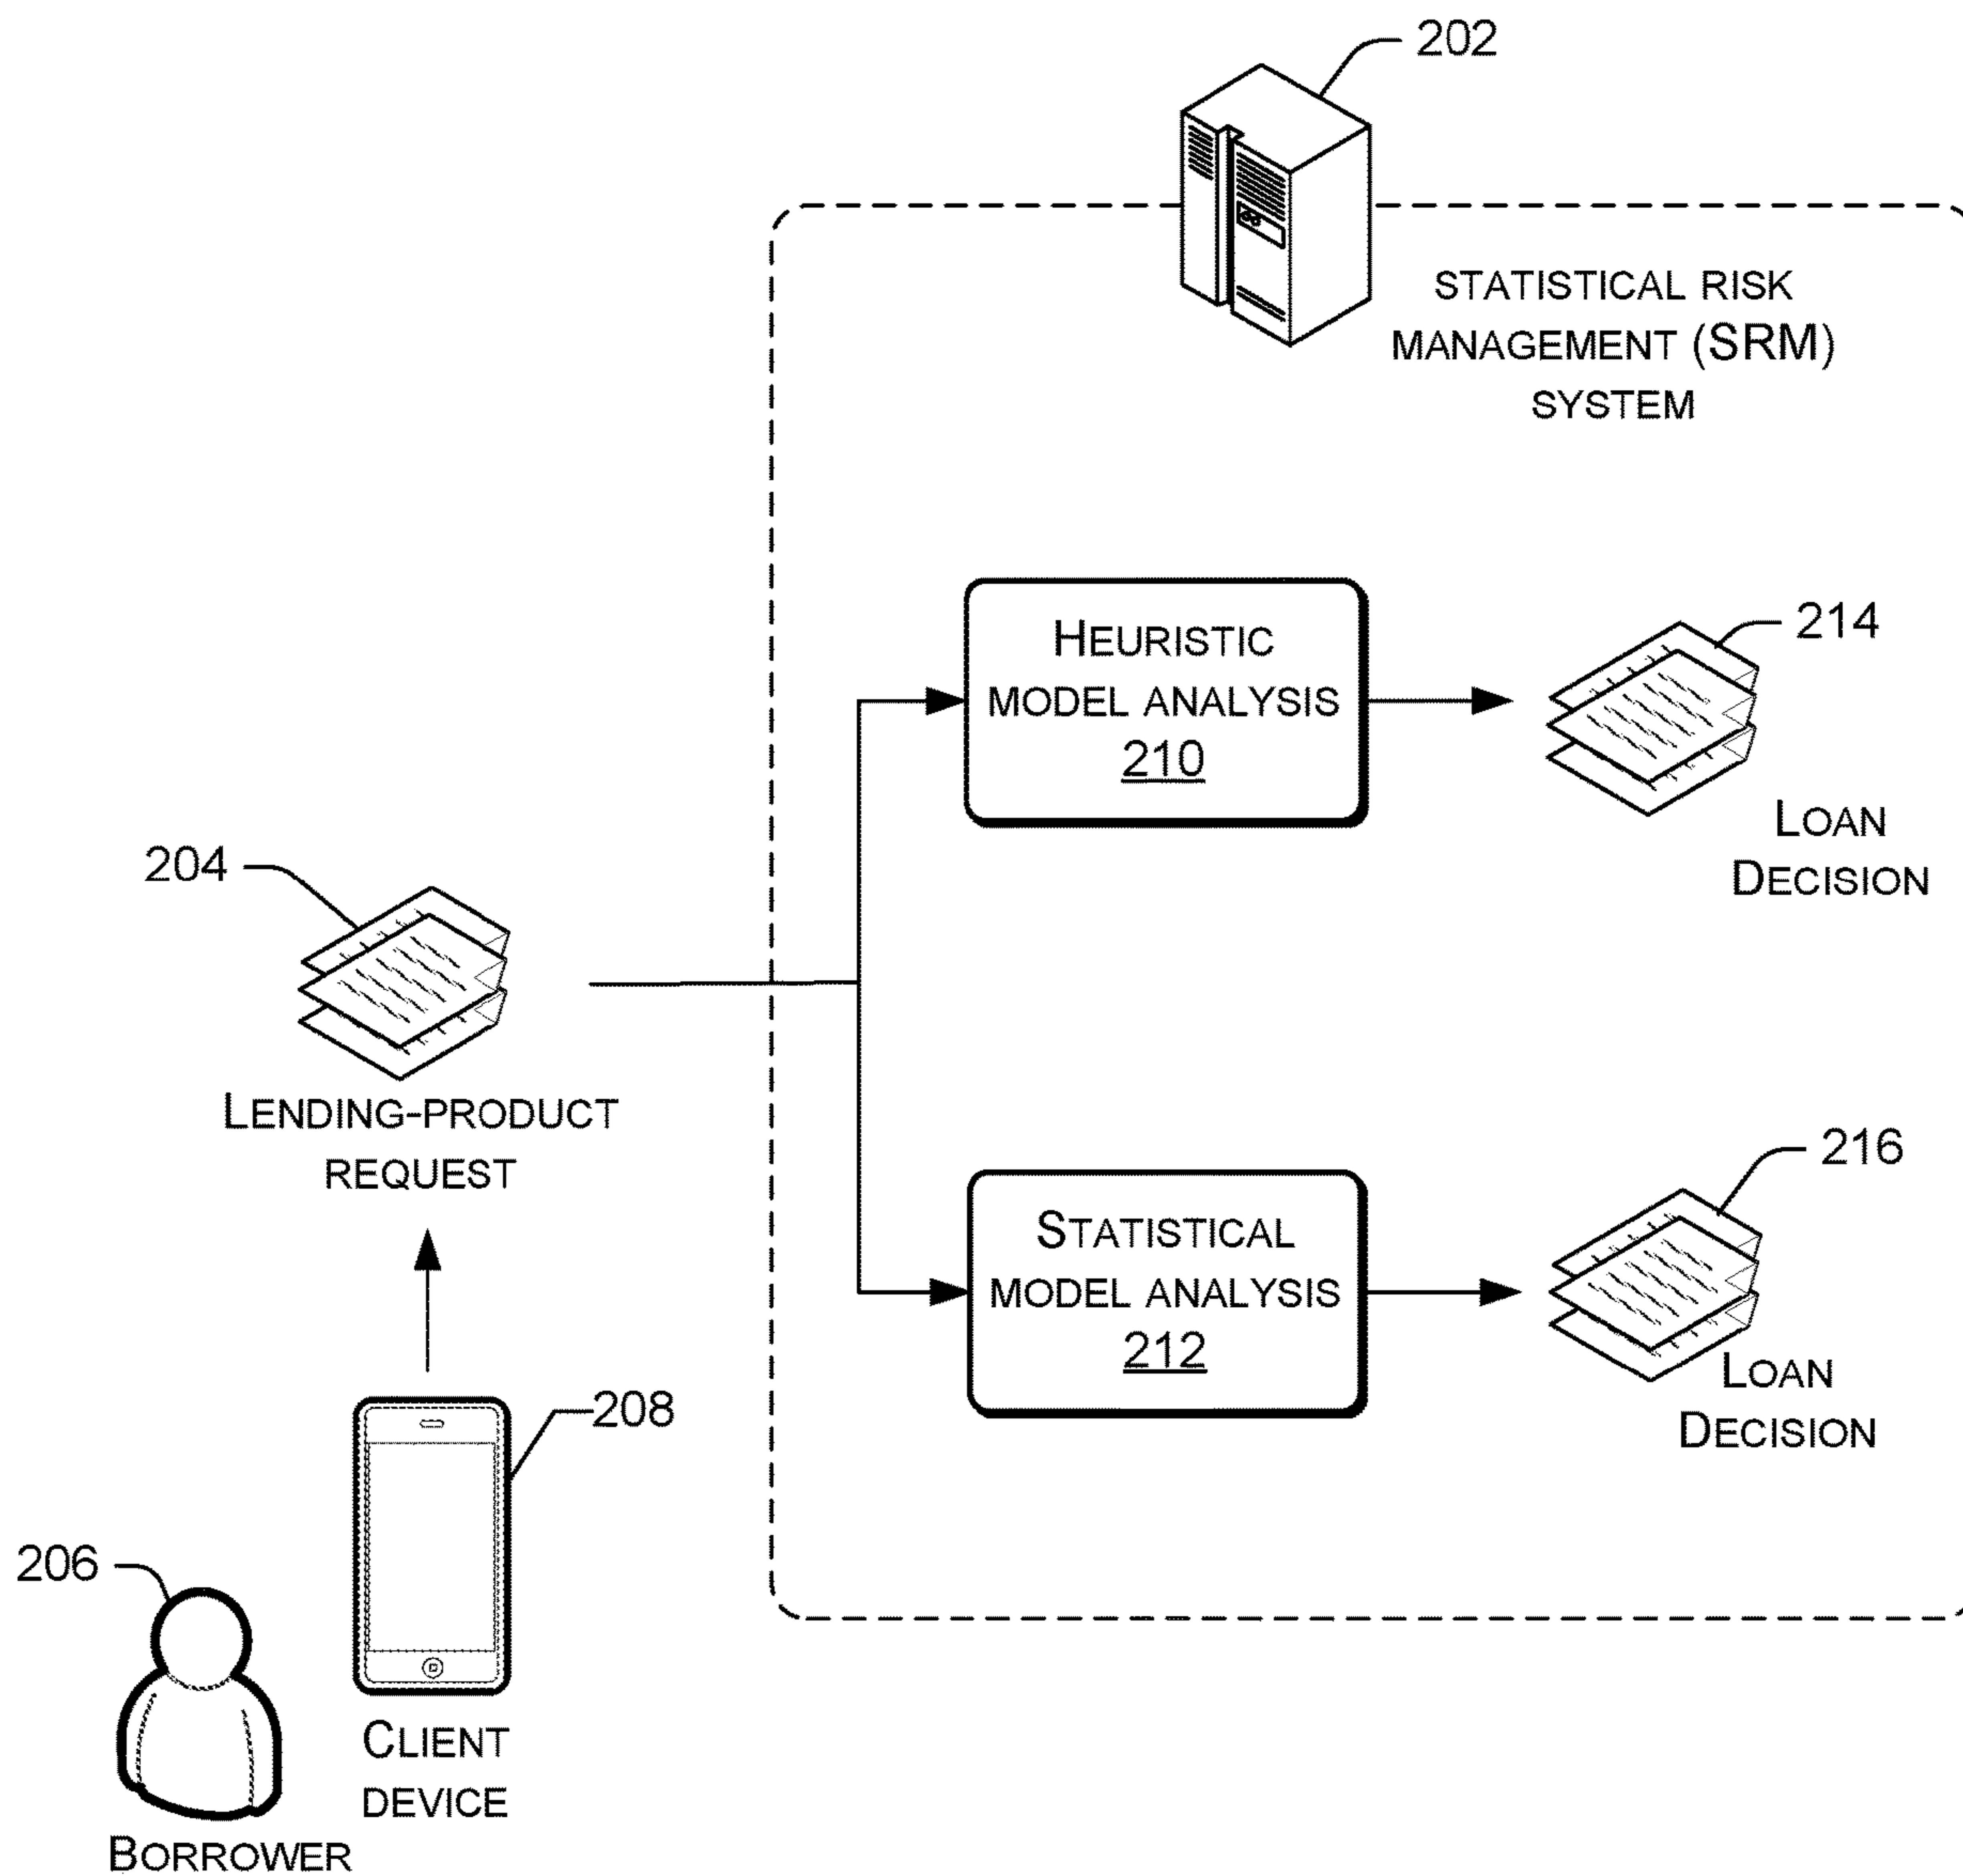 202
STATISTICAL RISK
MANAGEMENT (SRM)
SYSTEM
HEURISTIC
MODEL ANALYSIS
210
214
LOAN
DECISION
204
LENDING-PRODUCT
REQUEST
STATISTICAL
MODEL ANALYSIS
212
216
LOAN
DECISION
208
206
CLIENT
DEVICE
BORROWER